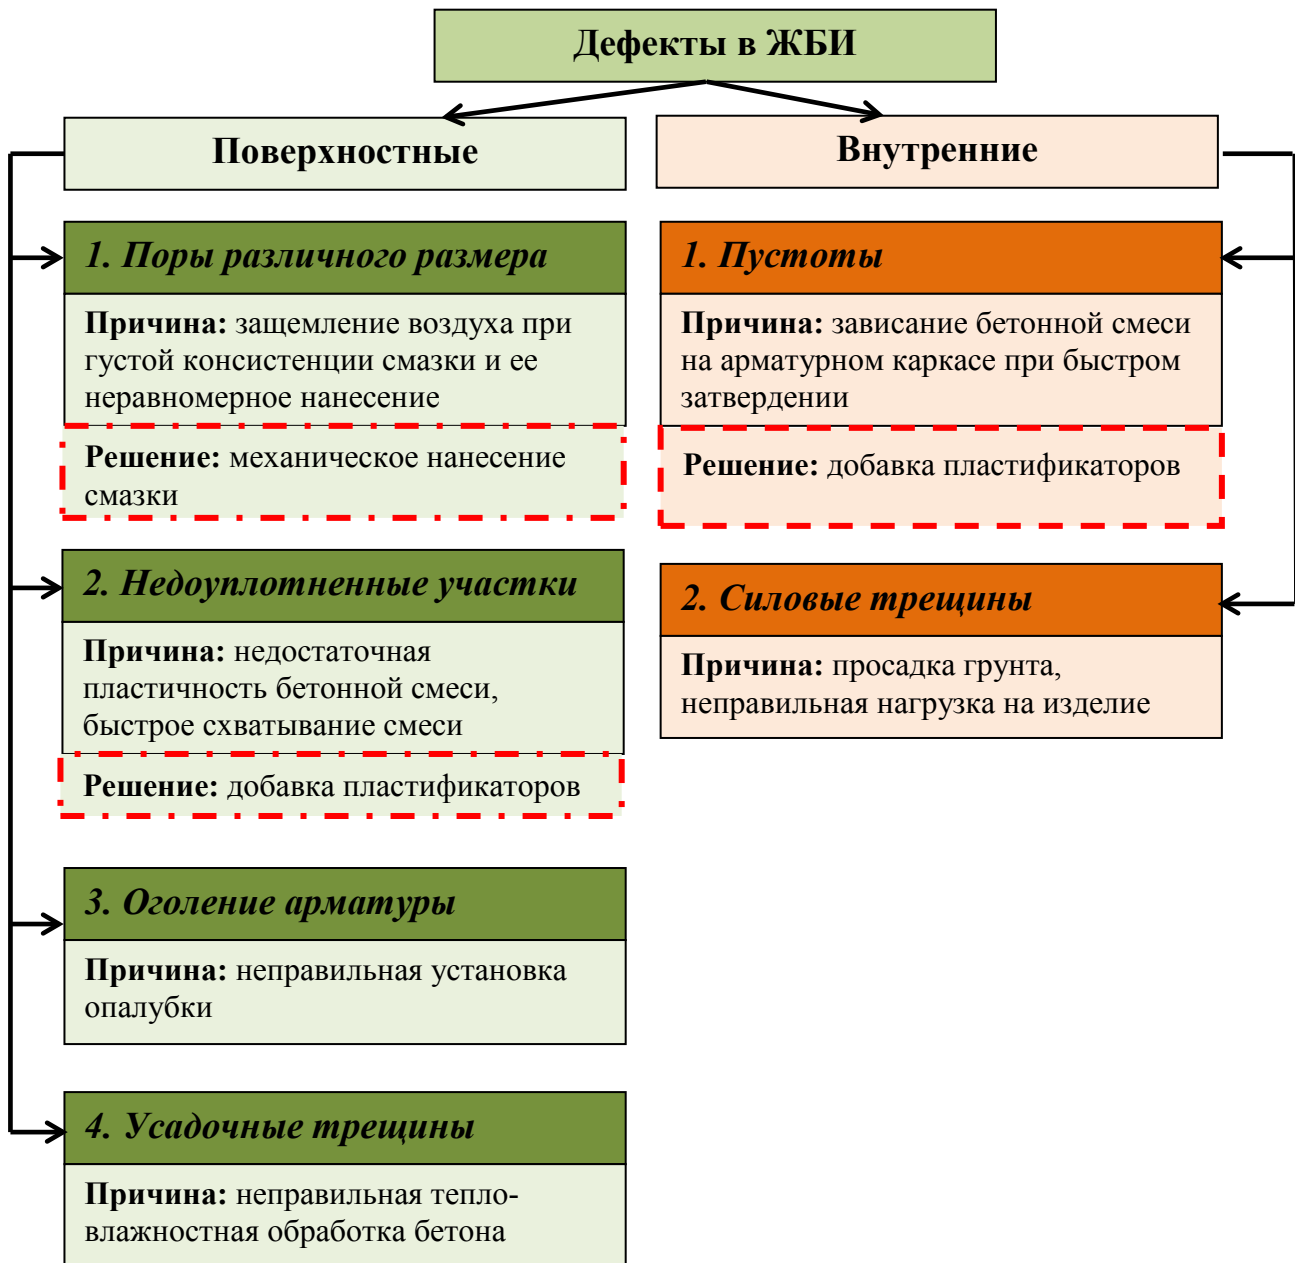 Дефекты в ЖБИ
Поверхностные
1. Поры различного размера
Причина: защемление воздуха при
густой консистенции смазки и ее
неравномерное нанесение
Решение: механическое нанесение
смазки
2. Недоуплотненные участки
Причина: недостаточная
пластичность бетонной смеси,
быстрое схватывание смеси
Решение: добавка пластификаторов
3. Оголение арматуры
Причина: неправильная установка
опалубки
4. Усадочные трещины
Причина: неправильная тепло-
влажностная обработка бетона
Внутренние
1. Пустоты
Причина: зависание бетонной смеси
на арматурном каркасе при быстром
затвердении
Решение: добавка пластификаторов
2. Силовые трещины
Причина: просадка грунта,
неправильная нагрузка на изделие